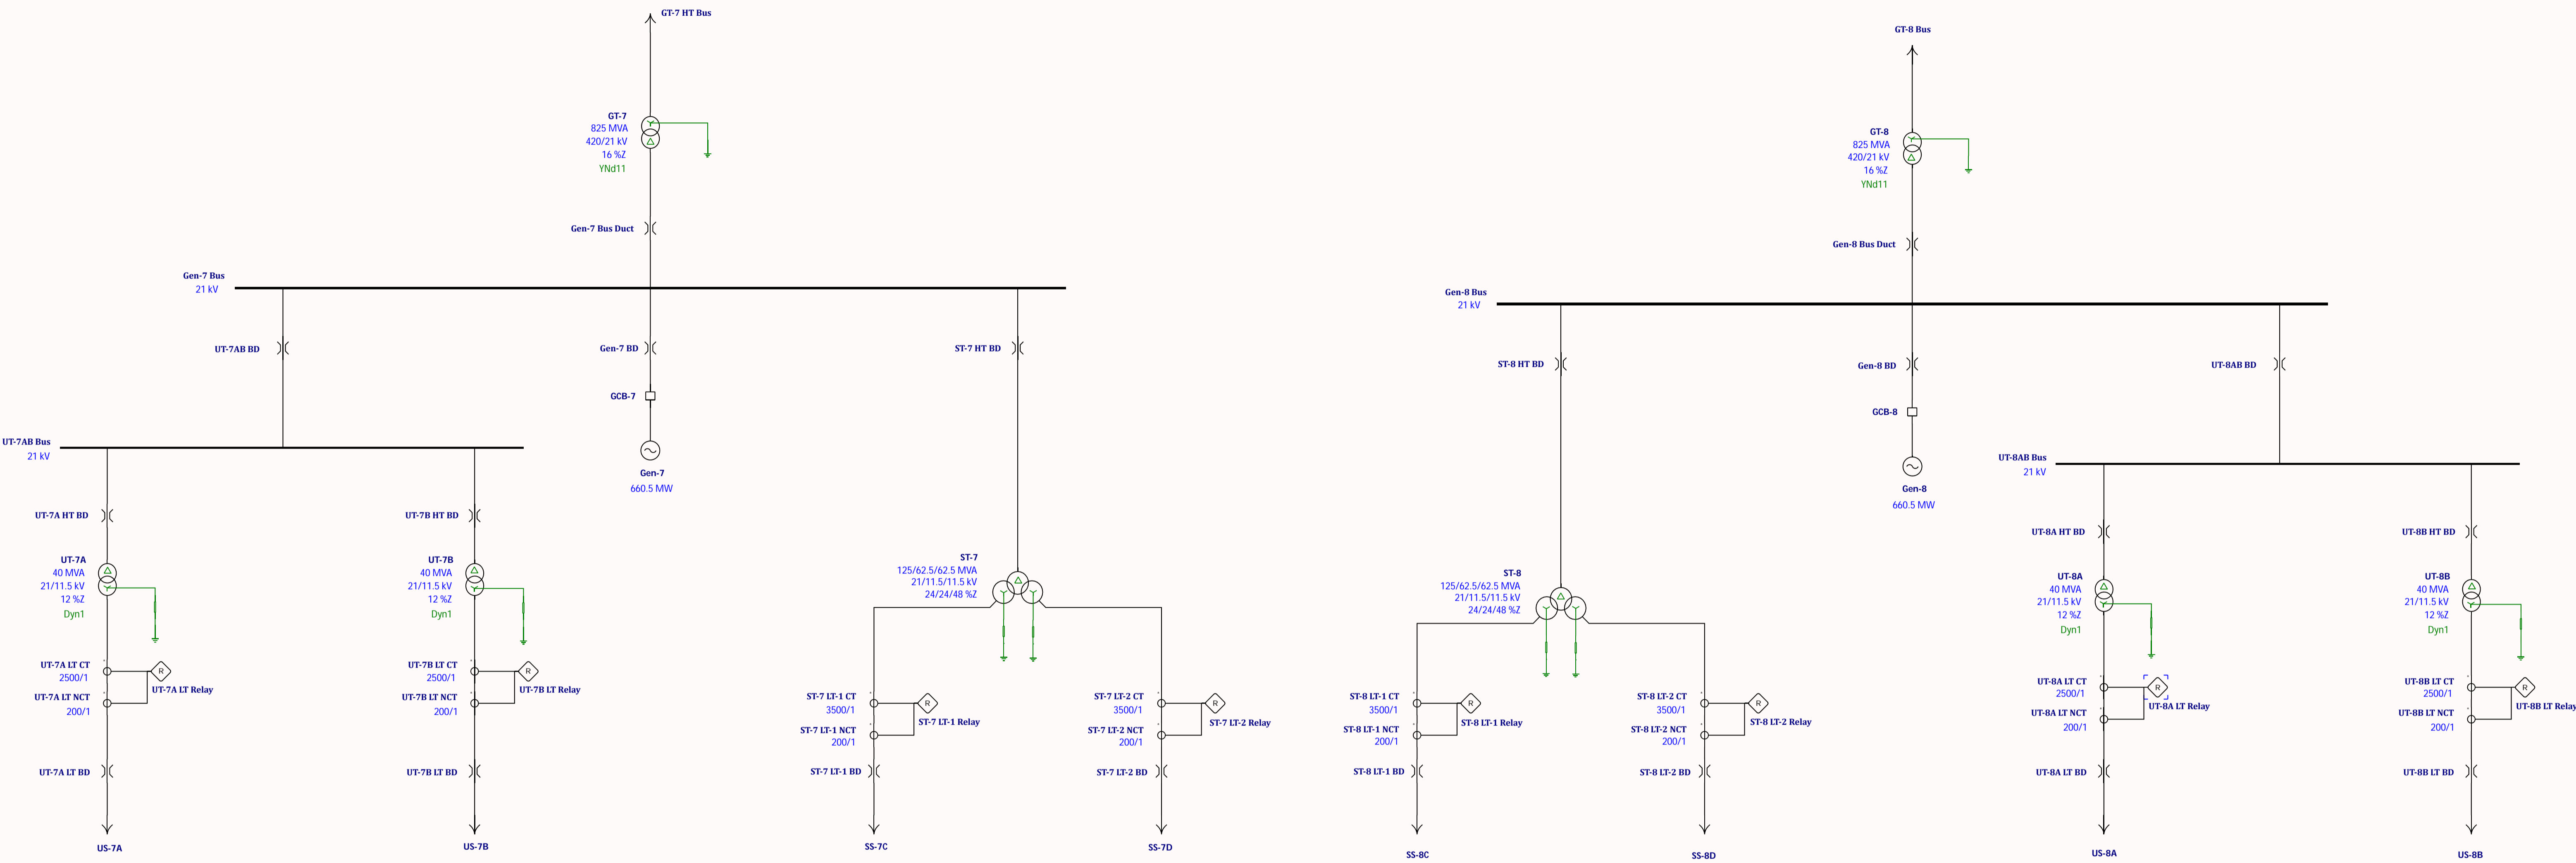 GT-7 HT Bus
GT-7
825 MVA
420/21 kV
16 %Z
YNd11
Gen-7 Bus Duct
Gen-7 Bus
21 kV
UT-7AB BD
Gen-7 BD
ST-7 HT BD
GCB-7
Gen-7
660.5 MW
UT-7AB Bus
21 kV
UT-7A HT BD
UT-7B HT BD
UT-7A
40 MVA
21/11.5 kV
12 %Z
Dyn1
UT-7B
40 MVA
21/11.5 kV
12 %Z
Dyn1
ST-7
125/62.5/62.5 MVA
21/11.5/11.5 kV
24/24/48 %Z
UT-7A LT CT
2500/1
R
UT-7A LT Relay
UT-7A LT NCT
200/1
UT-7B LT CT
2500/1
R
UT-7B LT Relay
UT-7B LT NCT
200/1
ST-7 LT-1 CT
3500/1
R
ST-7 LT-1 Relay
ST-7 LT-1 NCT
200/1
ST-7 LT-2 CT
3500/1
R
ST-7 LT-2 Relay
ST-7 LT-2 NCT
200/1
UT-7A LT BD
UT-7B LT BD
ST-7 LT-1 BD
ST-7 LT-2 BD
US-7A
US-7B
SS-7C
SS-7D
GT-8 Bus
GT-8
825 MVA
420/21 kV
16 %Z
YNd11
Gen-8 Bus Duct
Gen-8 Bus
21 kV
ST-8 HT BD
Gen-8 BD
UT-8AB BD
GCB-8
Gen-8
660.5 MW
UT-8AB Bus
21 kV
UT-8A HT BD
UT-8B HT BD
ST-8
125/62.5/62.5 MVA
21/11.5/11.5 kV
24/24/48 %Z
UT-8A
40 MVA
21/11.5 kV
12 %Z
Dyn1
UT-8B
40 MVA
21/11.5 kV
12 %Z
Dyn1
ST-8 LT-1 CT
3500/1
R
ST-8 LT-1 Relay
ST-8 LT-1 NCT
200/1
ST-8 LT-2 CT
3500/1
R
ST-8 LT-2 Relay
ST-8 LT-2 NCT
200/1
UT-8A LT CT
2500/1
R
UT-8A LT Relay
UT-8A LT NCT
200/1
UT-8B LT CT
2500/1
R
UT-8B LT Relay
UT-8B LT NCT
200/1
ST-8 LT-1 BD
ST-8 LT-2 BD
UT-8A LT BD
UT-8B LT BD
SS-8C
SS-8D
US-8A
US-8B